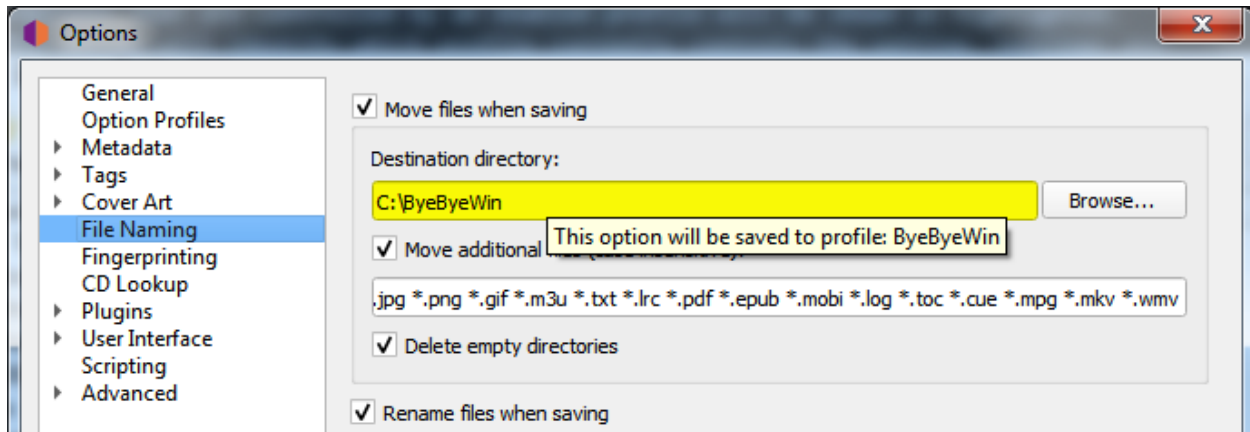 Options
General
Option Profiles
Metadata
Tags
Cover Art
File Naming
Fingerprinting
CD Lookup
Plugins
User Interface
Scripting
Advanced
Move files when saving
Destination directory:
C:\ByeByeWin
Browse...
This option will be saved to profile: ByeByeWin
Move additional
.jpg *.png *.gif *.m3u *.txt *.lrc *.pdf *.epub *.mobi *.log *.toc *.cue *.mpg *.mkv *.wmv
Delete empty directories
Rename files when saving